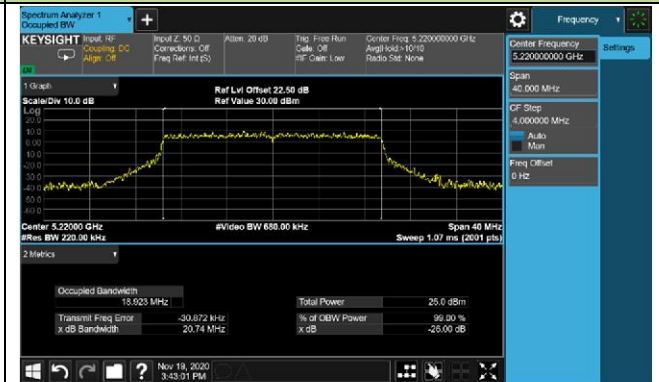 Spectrum Analyzer 1
Occupied BW
+
Frequency
KEYSIGHT
Input: RF
Coupling: DC
Align: Off
Input Z: 50 Ω
Corrections: Off
Freq Ref: Int (S)
Atten: 20 dB
Trig: Free Run
Gate: Off
#IF Gain: Low
Center Freq: 5.220000000 GHz
Avg|Hold:>10/10
Radio Std: None
Center Frequency
5.220000000 GHz
Settings
Span
40.000 MHz
CF Step
4.000000 MHz
Auto
Man
Freq Offset
0 Hz
1 Graph
Scale/Div 10.0 dB
Ref Lvl Offset 22.50 dB
Ref Value 30.00 dBm
Log
20.0
10.0
0.00
-10.0
-20.0
-30.0
-40.0
-50.0
-60.0
Center 5.22000 GHz
#Res BW 220.00 kHz
#Video BW 680.00 kHz
Span 40 MHz
Sweep 1.07 ms (2001 pts)
2 Metrics
Occupied Bandwidth
18.923 MHz
Total Power
25.0 dBm
Transmit Freq Error
-30.872 kHz
% of OBW Power
99.00 %
x dB Bandwidth
20.74 MHz
x dB
-26.00 dB
?
Nov 19, 2020
3:43:01 PM